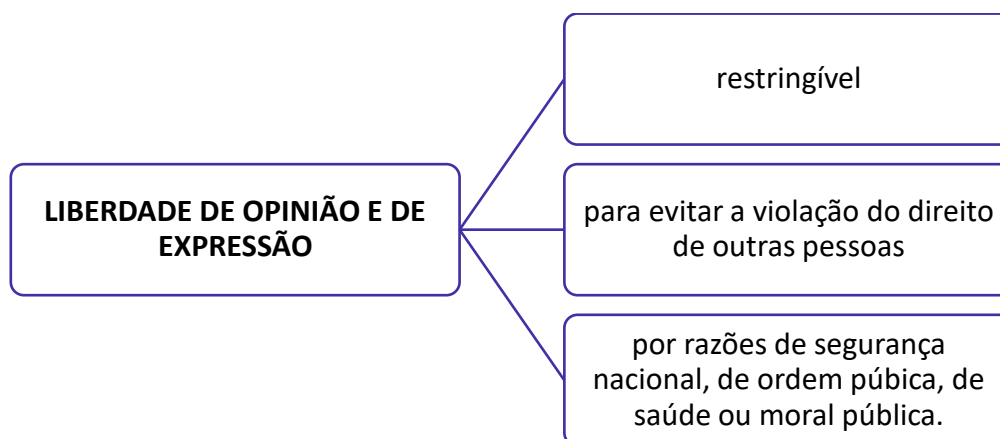 LIBERDADE DE OPINIÃO E DE
EXPRESSÃO
restringível
para evitar a violação do direito
de outras pessoas
por razões de segurança
nacional, de ordem púbica, de
saúde ou moral pública.